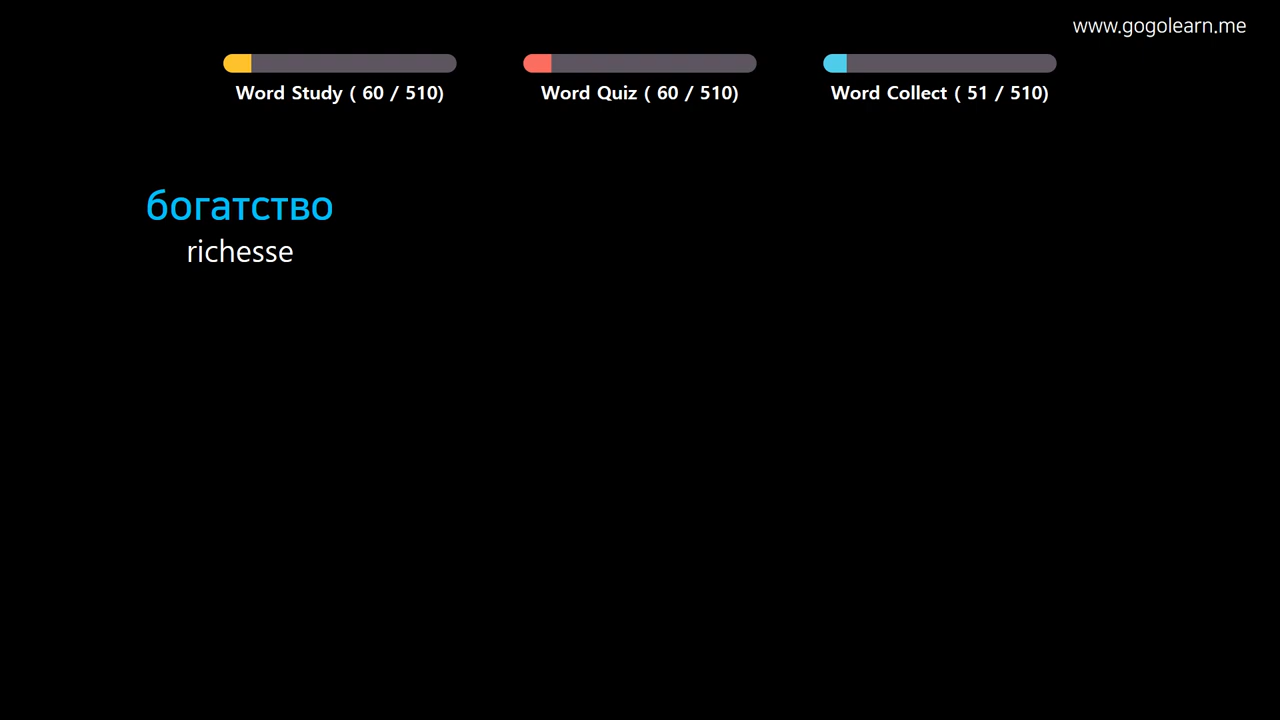 www.gogolearn.me
Word Study ( 60 / 510)
Word Quiz ( 60 / 510)
Word Collect ( 51 / 510)
богатство
richesse